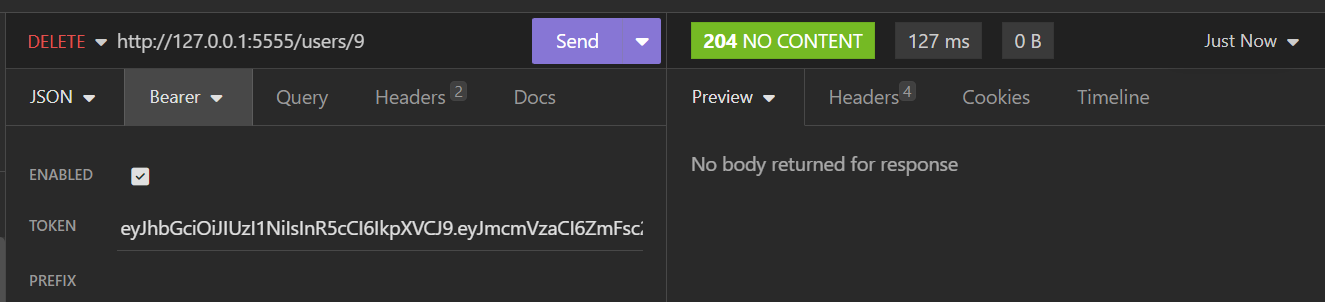 DELETE http://127.0.0.1:5555/users/9 Send 204 NO CONTENT 127 ms 0 B Just Now
JSON Bearer Query Headers 2 Docs Preview Headers 4 Cookies Timeline
ENABLED
No body returned for response
TOKEN eyJhbGciOiJIUzI1NiIsInR5cCI6IkpXVCJ9.eyJmcmVzaCI6ZmFsc2
PREFIX